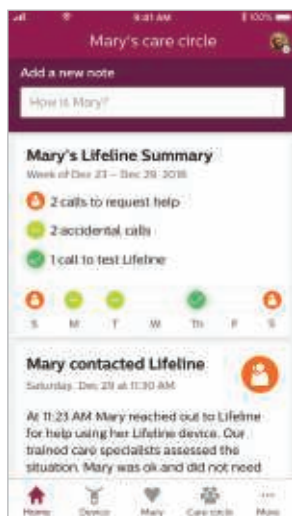 9:41 AM 100%
Mary's care circle
Add a new note
How is Mary?
Mary's Lifeline Summary
Week of Dec 23 – Dec 29, 2018
2 calls to request help
2 accidental calls
1 call to test Lifeline
S M T W Th F S
Mary contacted Lifeline
Saturday, Dec 29 at 11:30 AM
At 11:23 AM Mary reached out to Lifeline
for help using her Lifeline device. Our
trained care specialists assessed the
situation. Mary was ok and did not need
Home Device Mary Care circle More